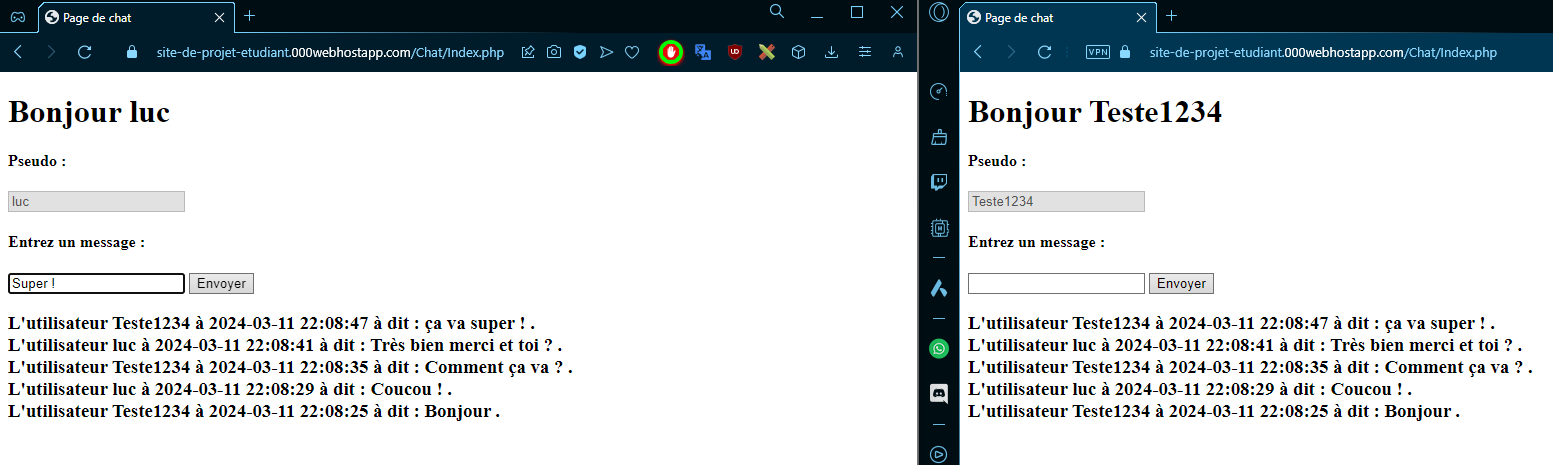 Page de chat
site-de-projet-etudiant.000webhostapp.com/Chat/Index.php
Bonjour luc
Pseudo :
luc
Entrez un message :
Super !
Envoyer
L'utilisateur Teste1234 à 2024-03-11 22:08:47 à dit : ça va super ! .
L'utilisateur luc à 2024-03-11 22:08:41 à dit : Très bien merci et toi ? .
L'utilisateur Teste1234 à 2024-03-11 22:08:35 à dit : Comment ça va ? .
L'utilisateur luc à 2024-03-11 22:08:29 à dit : Coucou ! .
L'utilisateur Teste1234 à 2024-03-11 22:08:25 à dit : Bonjour .
Page de chat
VPN site-de-projet-etudiant.000webhostapp.com/Chat/Index.php
Bonjour Teste1234
Pseudo :
Teste1234
Entrez un message :
Envoyer
L'utilisateur Teste1234 à 2024-03-11 22:08:47 à dit : ça va super ! .
L'utilisateur luc à 2024-03-11 22:08:41 à dit : Très bien merci et toi ? .
L'utilisateur Teste1234 à 2024-03-11 22:08:35 à dit : Comment ça va ? .
L'utilisateur luc à 2024-03-11 22:08:29 à dit : Coucou ! .
L'utilisateur Teste1234 à 2024-03-11 22:08:25 à dit : Bonjour .